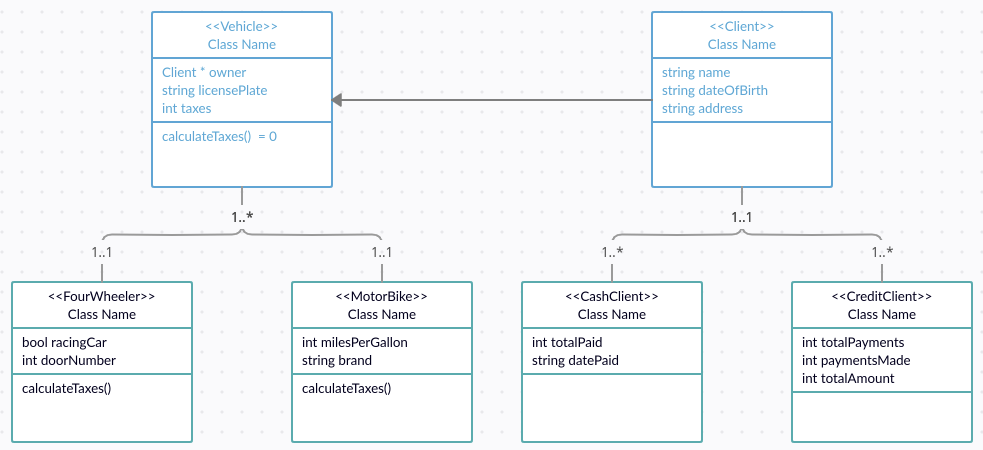 <<Vehicle>>
Class Name
Client * owner
string licensePlate
int taxes
calculateTaxes()  = 0
<<Client>>
Class Name
string name
string dateOfBirth
string address
1..*
1..1
1..1
1..1
1..*
1..*
<<FourWheeler>>
Class Name
bool racingCar
int doorNumber
calculateTaxes()
<<MotorBike>>
Class Name
int milesPerGallon
string brand
calculateTaxes()
<<CashClient>>
Class Name
int totalPaid
string datePaid
<<CreditClient>>
Class Name
int totalPayments
int paymentsMade
int totalAmount